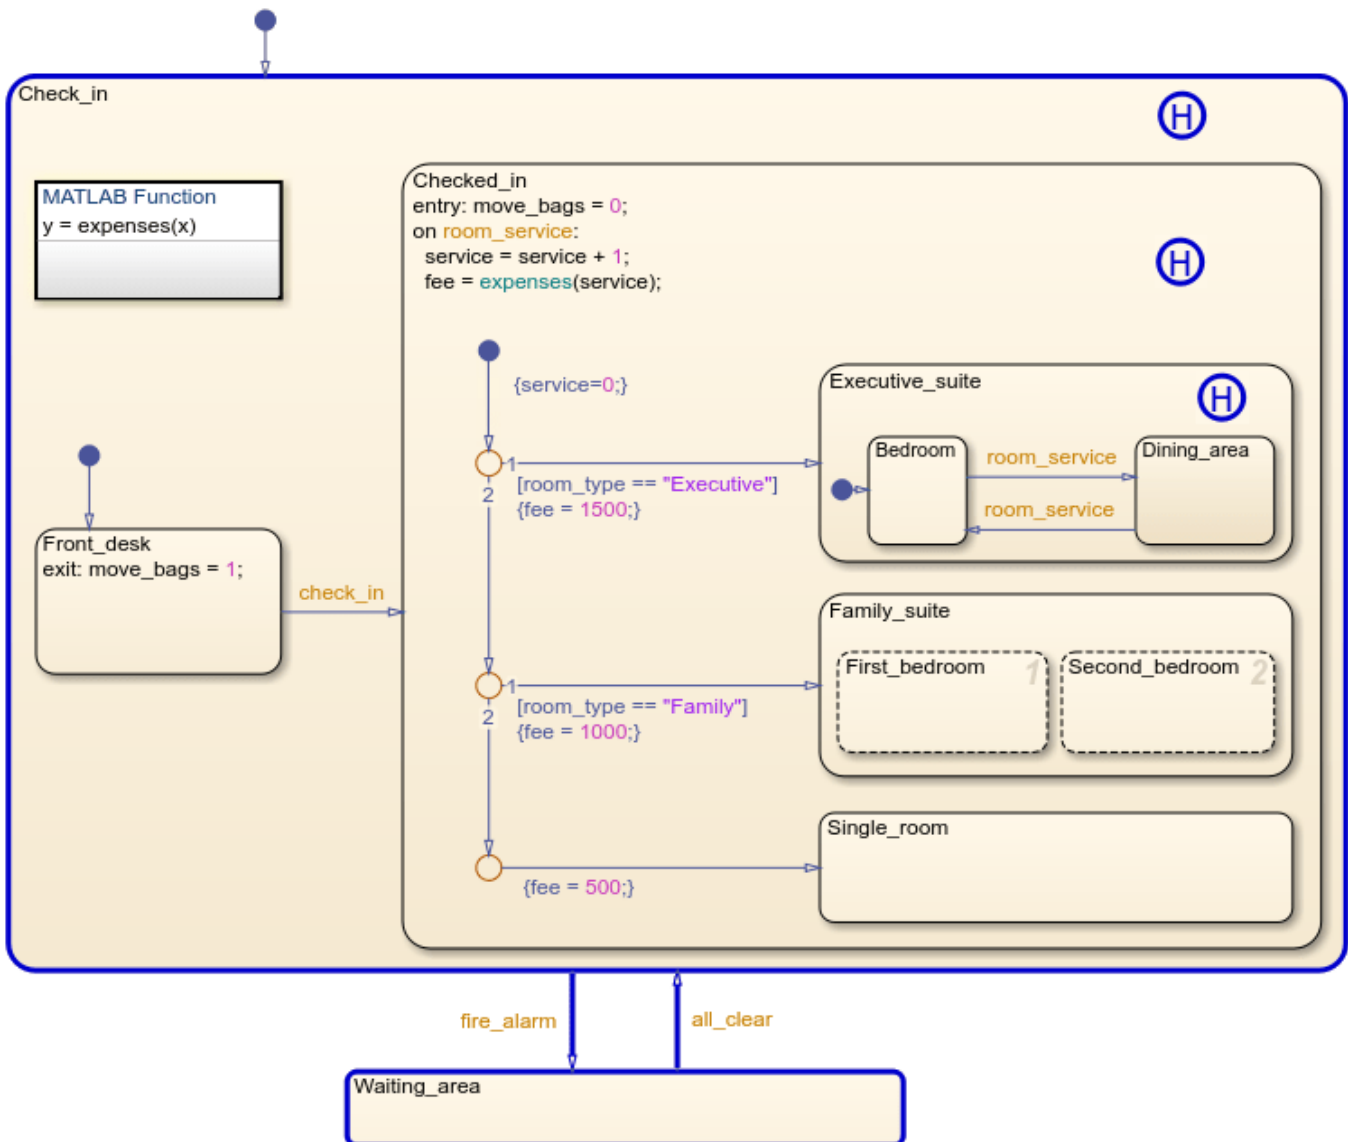 Check_in
H
MATLAB Function
y = expenses(x)
Checked_in
entry: move_bags = 0;
on room_service:
service = service + 1;
fee = expenses(service);
H
{service=0;}
Executive_suite
H
Bedroom
room_service
Dining_area
room_service
1
[room_type == "Executive"]
{fee = 1500;}
2
Front_desk
exit: move_bags = 1;
check_in
Family_suite
First_bedroom 1
Second_bedroom 2
1
[room_type == "Family"]
{fee = 1000;}
2
Single_room
{fee = 500;}
fire_alarm
all_clear
Waiting_area